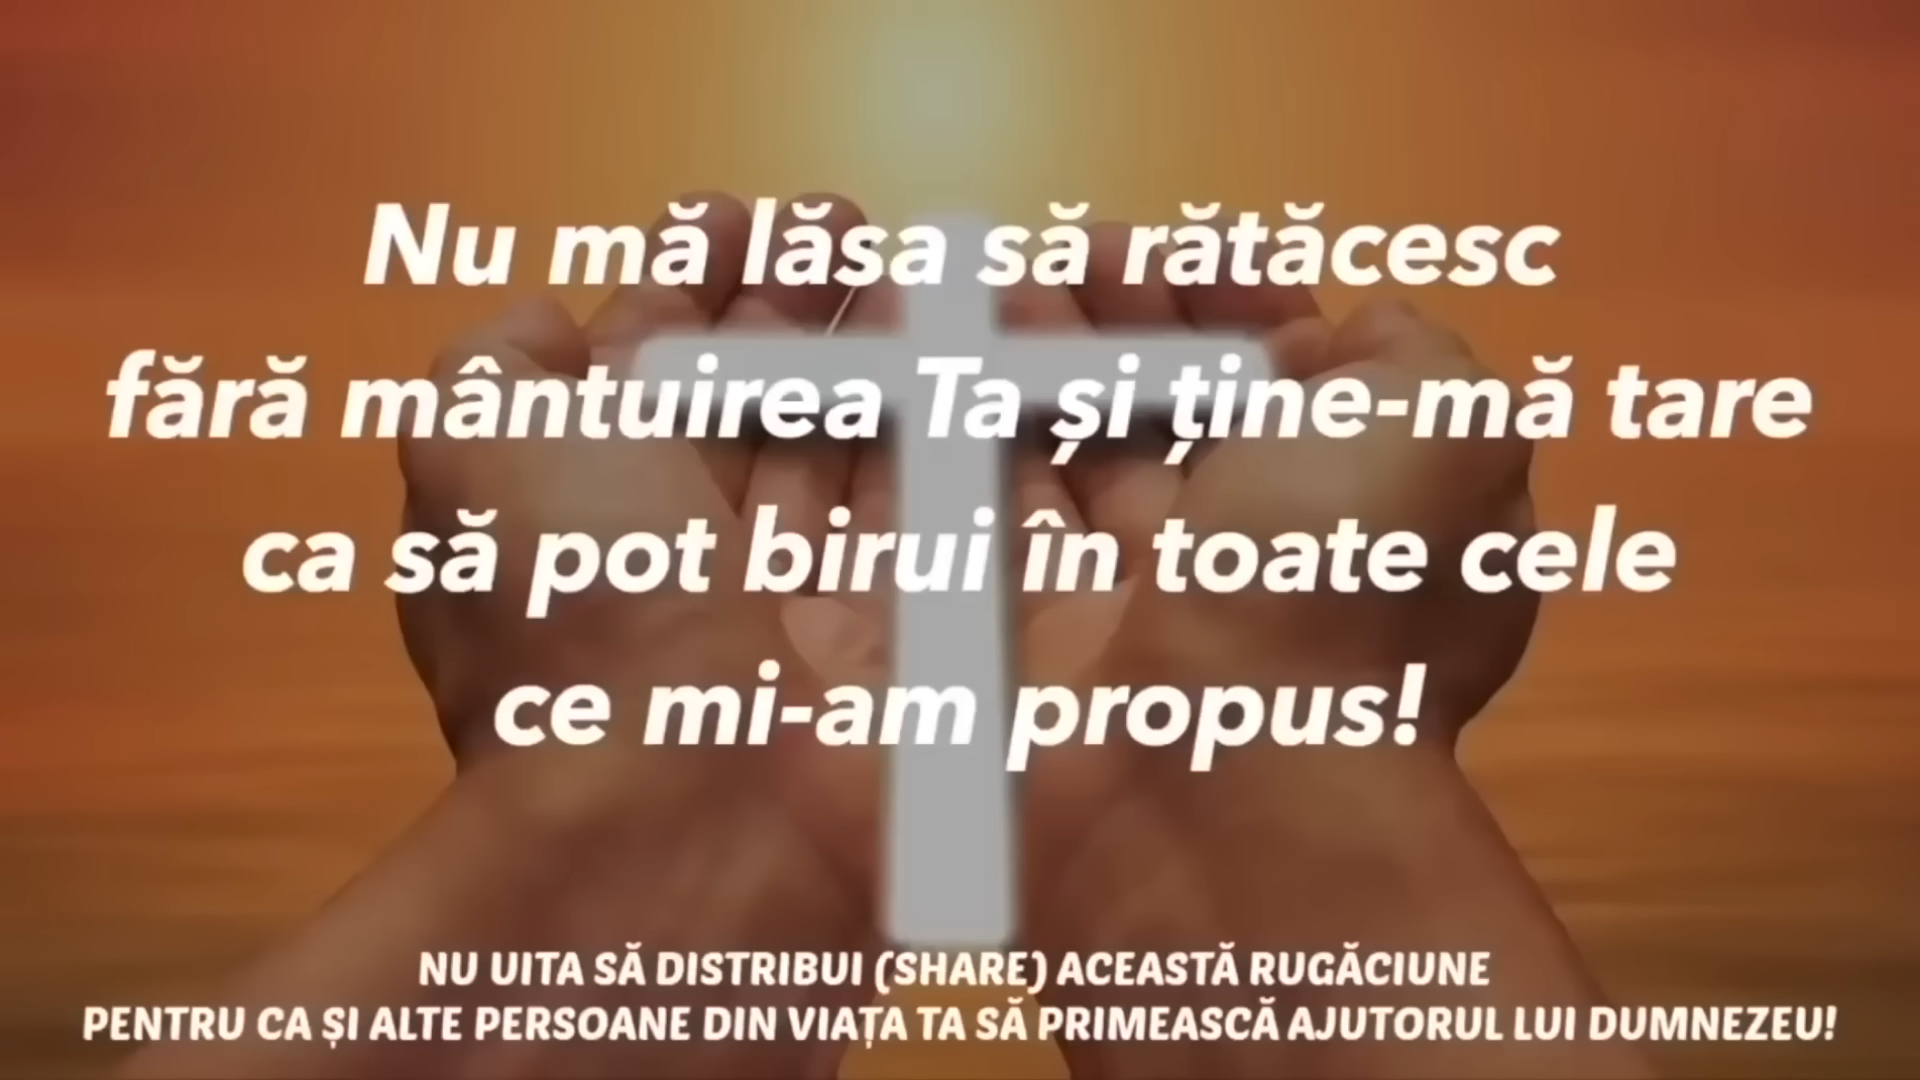 Nu mă lăsa să rătăcesc
fără mântuirea Ta și ține-mă tare
ca să pot birui în toate cele
ce mi-am propus!
NU UITA SĂ DISTRIBUI (SHARE) ACEASTĂ RUGĂCIUNE
PENTRU CA ȘI ALTE PERSOANE DIN VIAȚA TA SĂ PRIMEASCĂ AJUTORUL LUI DUMNEZEU!